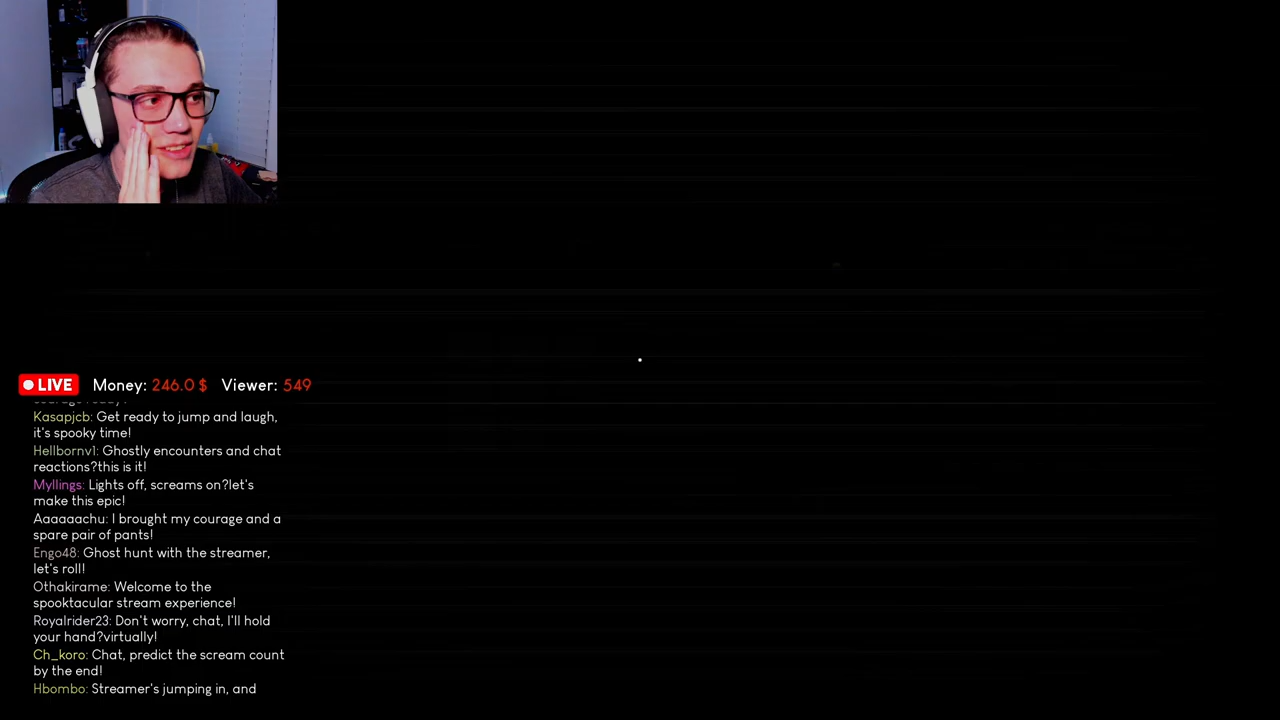 LIVE Money: 246.0 $ Viewer: 549
Kasapjcb: Get ready to jump and laugh,
it's spooky time!
Hellbornv1: Ghostly encounters and chat
reactions?this is it!
Myllings: Lights off, screams on?let's
make this epic!
Aaaaaachu: I brought my courage and a
spare pair of pants!
Engo48: Ghost hunt with the streamer,
let's roll!
Othakirame: Welcome to the
spooktacular stream experience!
Royalrider23: Don't worry, chat, I'll hold
your hand?virtually!
Ch_koro: Chat, predict the scream count
by the end!
Hbombo: Streamer's jumping in, and